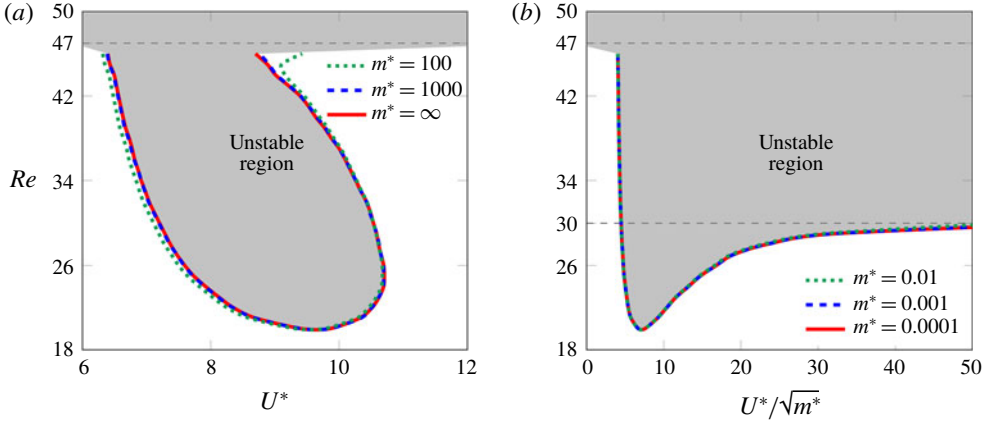 (a)
50
47
42
34
26
18
Re
6
8
10
12
U*
m* = 100
m* = 1000
m* = ∞
Unstable
region
(b)
50
47
42
34
30
26
18
0
10
20
30
40
50
U*/√m*
Unstable
region
m* = 0.01
m* = 0.001
m* = 0.0001